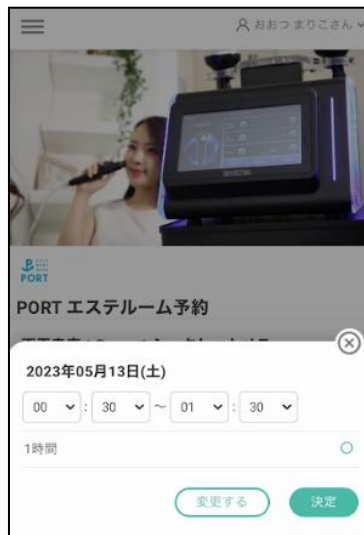 おおつ まりこさん
PORT
PORT エステルーム予約
2023年05月13日(土)
00 : 30 ~ 01 : 30
1時間
変更する 決定